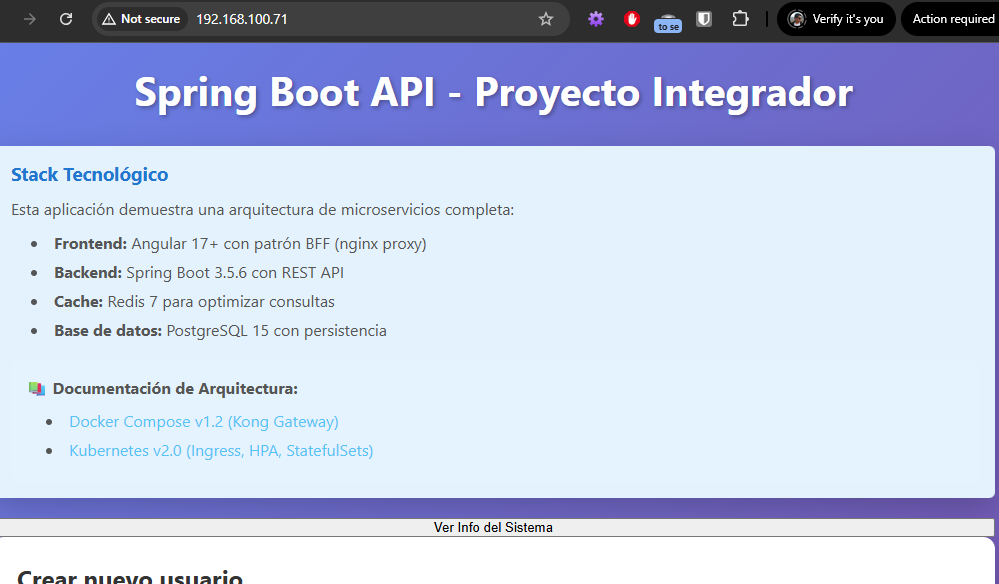 Not secure 192.168.100.71 to se Verify it's you Action required
Spring Boot API - Proyecto Integrador
Stack Tecnológico
Esta aplicación demuestra una arquitectura de microservicios completa:
Frontend: Angular 17+ con patrón BFF (nginx proxy)
Backend: Spring Boot 3.5.6 con REST API
Cache: Redis 7 para optimizar consultas
Base de datos: PostgreSQL 15 con persistencia
Documentación de Arquitectura:
Docker Compose v1.2 (Kong Gateway)
Kubernetes v2.0 (Ingress, HPA, StatefulSets)
Ver Info del Sistema
Crear nuevo usuario